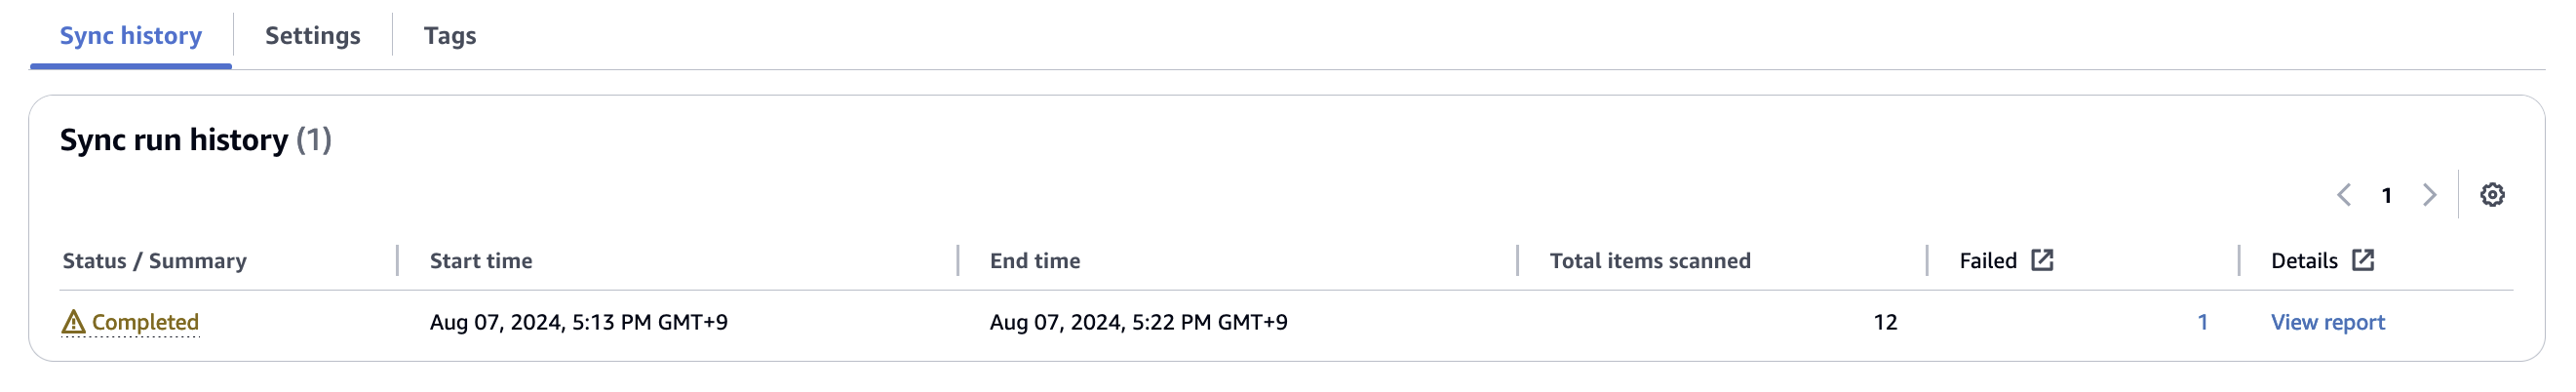 Sync history Settings Tags
Sync run history (1)
1
Status / Summary Start time End time Total items scanned Failed Details
Completed Aug 07, 2024, 5:13 PM GMT+9 Aug 07, 2024, 5:22 PM GMT+9 12 1 View report